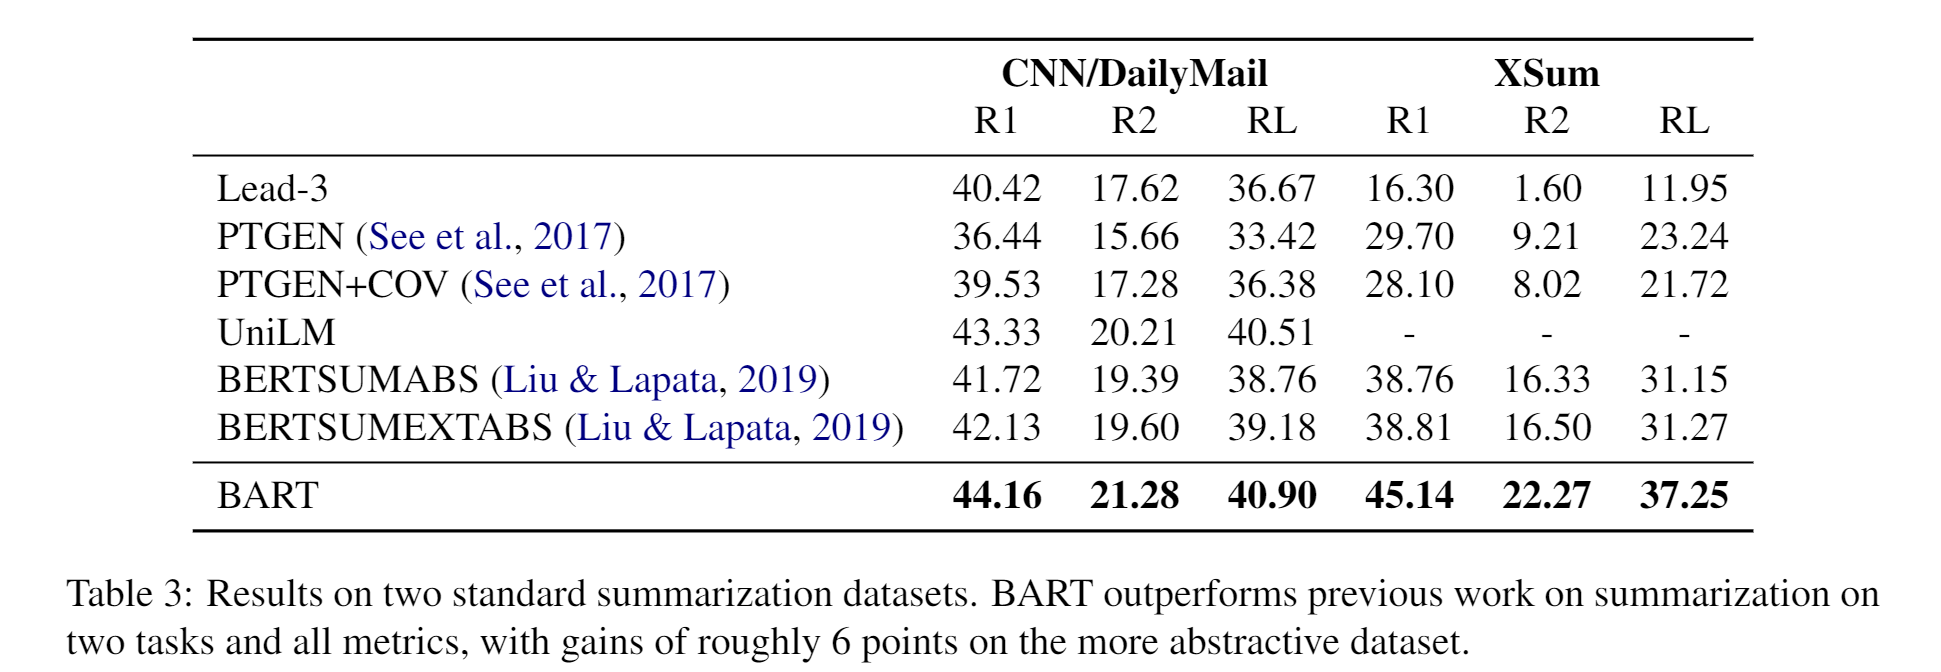 CNN/DailyMail XSum
R1 R2 RL R1 R2 RL
Lead-3 40.42 17.62 36.67 16.30 1.60 11.95
PTGEN (See et al., 2017) 36.44 15.66 33.42 29.70 9.21 23.24
PTGEN+COV (See et al., 2017) 39.53 17.28 36.38 28.10 8.02 21.72
UniLM 43.33 20.21 40.51 - - -
BERTSUMABS (Liu & Lapata, 2019) 41.72 19.39 38.76 38.76 16.33 31.15
BERTSUMEXTABS (Liu & Lapata, 2019) 42.13 19.60 39.18 38.81 16.50 31.27
BART 44.16 21.28 40.90 45.14 22.27 37.25
Table 3: Results on two standard summarization datasets. BART outperforms previous work on summarization on
two tasks and all metrics, with gains of roughly 6 points on the more abstractive dataset.